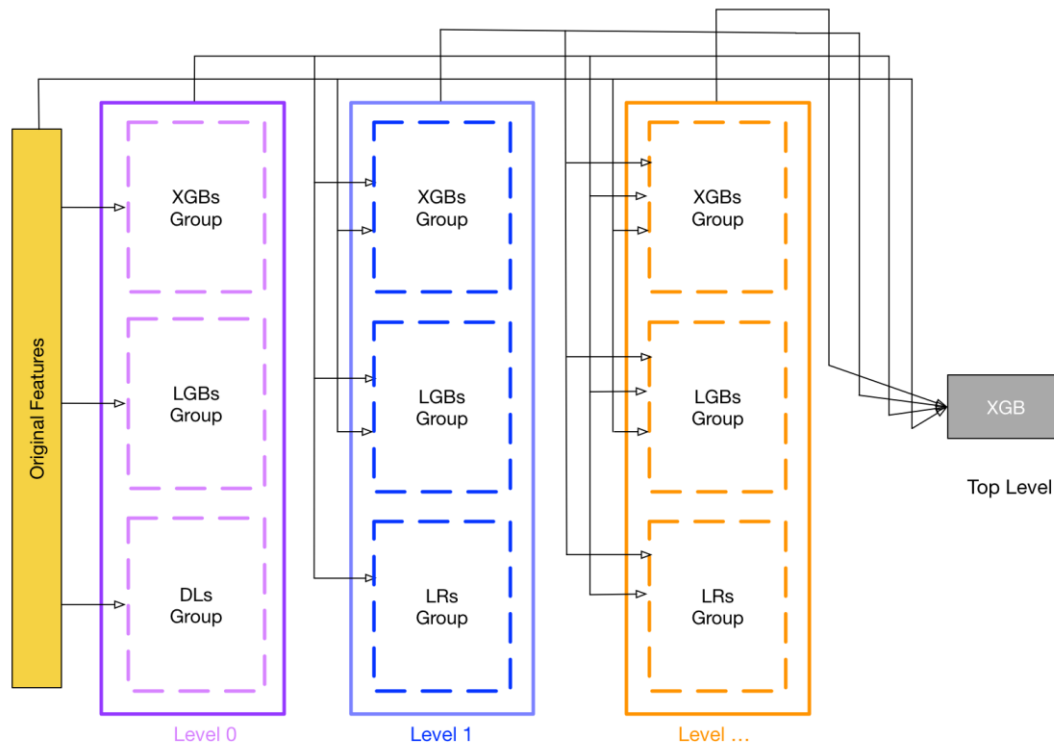 Original Features
XGBs
Group
LGBs
Group
DLs
Group
Level 0
XGBs
Group
LGBs
Group
LRs
Group
Level 1
XGBs
Group
LGBs
Group
LRs
Group
Level ...
XGB
Top Level